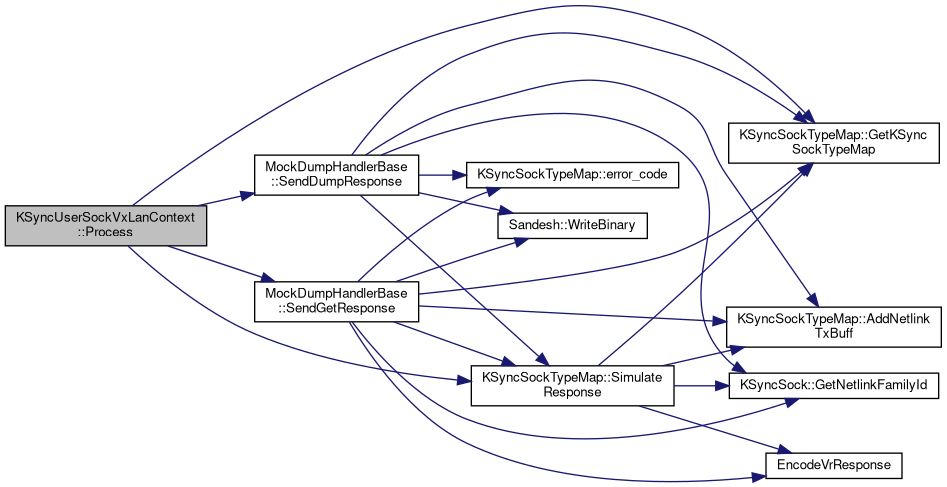 KSyncUserSockVxLanContext
::Process
MockDumpHandlerBase
::SendDumpResponse
MockDumpHandlerBase
::SendGetResponse
KSyncSockTypeMap::error_code
Sandesh::WriteBinary
KSyncSockTypeMap::Simulate
Response
KSyncSockTypeMap::GetKSync
SockTypeMap
KSyncSockTypeMap::AddNetlink
TxBuff
KSyncSock::GetNetlinkFamilyId
EncodeVrResponse